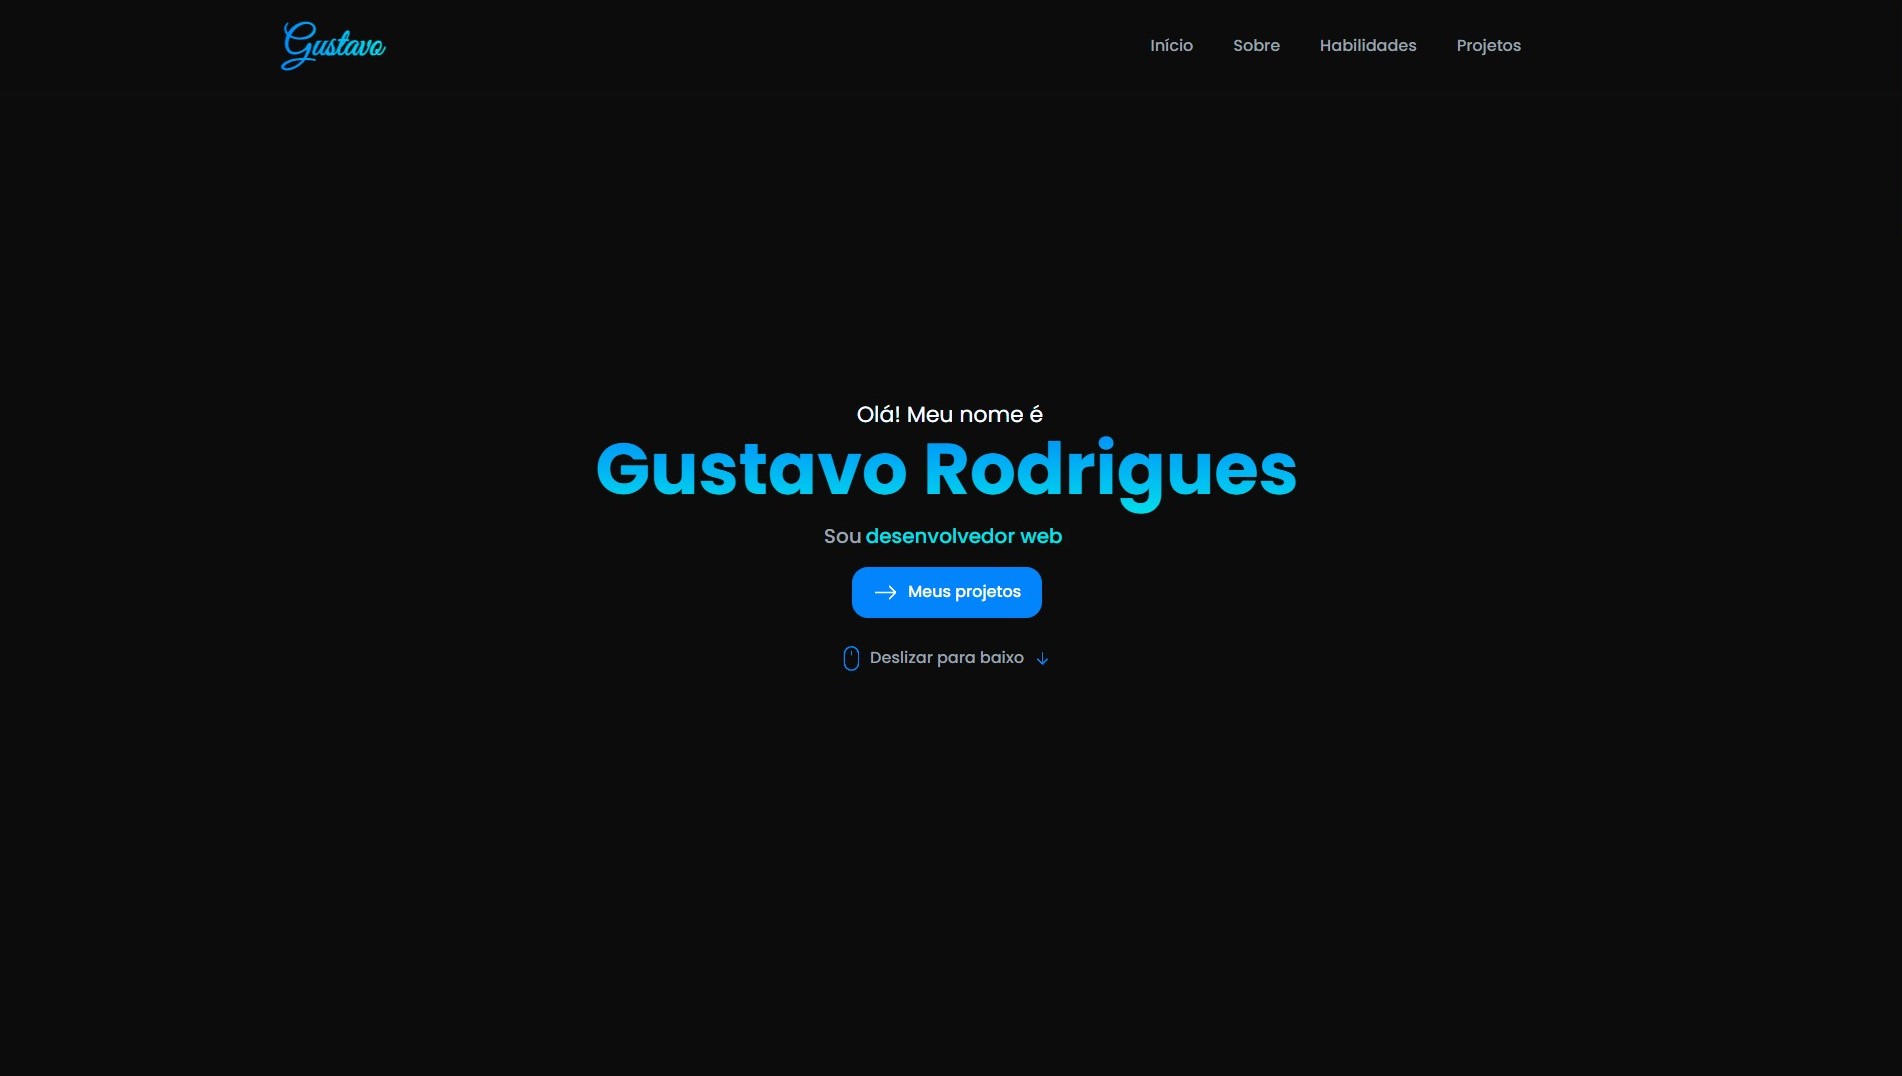 Gustavo
Início Sobre Habilidades Projetos
Olá! Meu nome é
Gustavo Rodrigues
Sou desenvolvedor web
Meus projetos
Deslizar para baixo